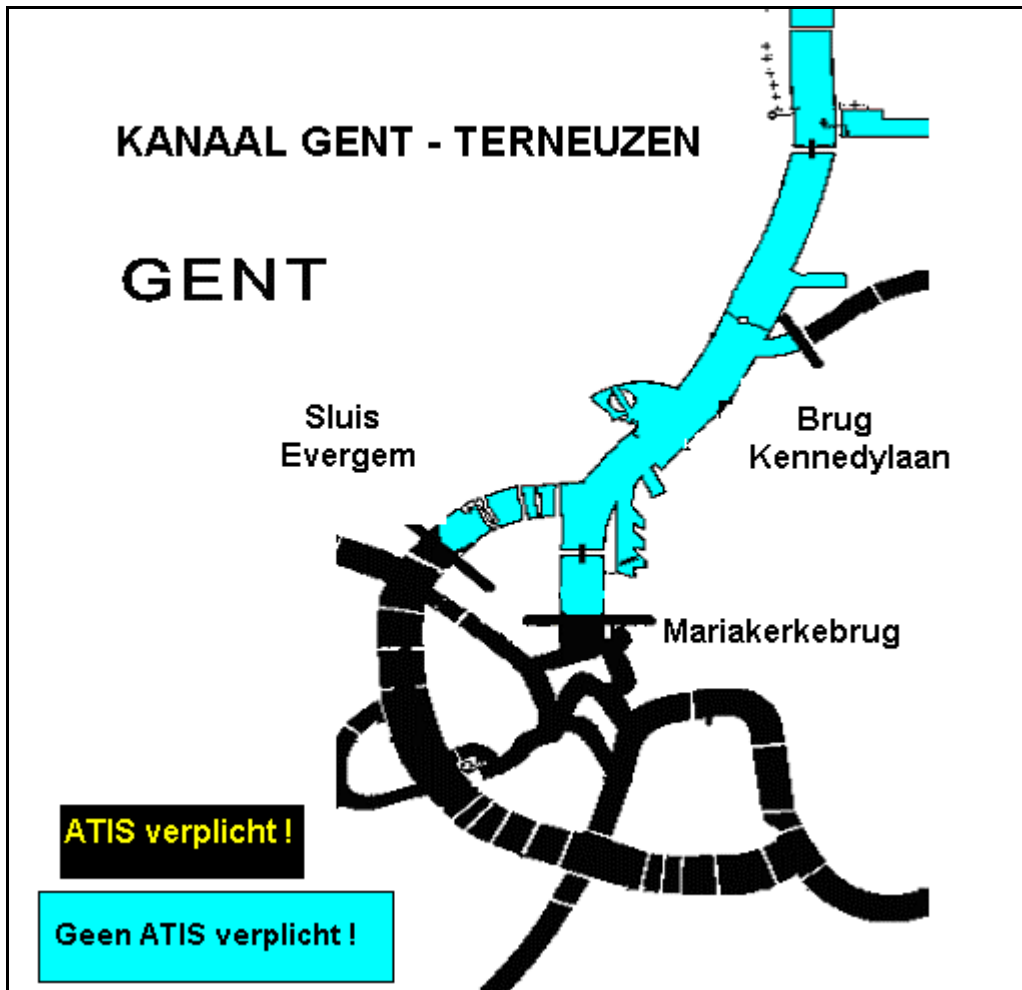 KANAAL GENT - TERNEUZEN
GENT
Sluis
Evergem
Brug
Kennedylaan
Mariakerkebrug
ATIS verplicht !
Geen ATIS verplicht !